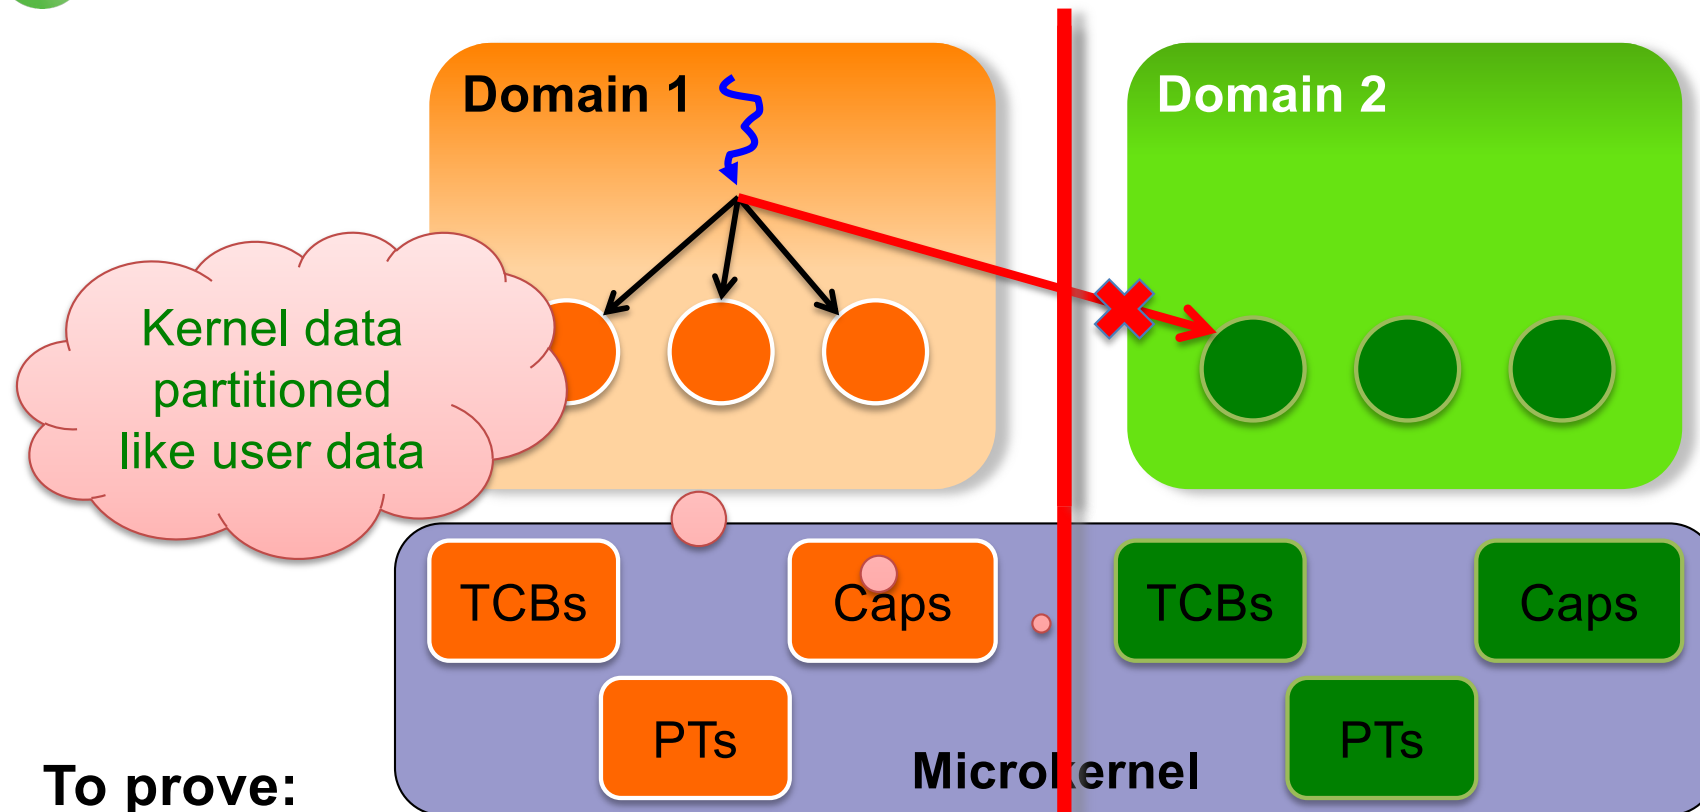 Domain 1
Domain 2
Kernel data
partitioned
like user data
TCBs
Caps
TCBs
Caps
PTs
PTs
Microkernel
To prove: